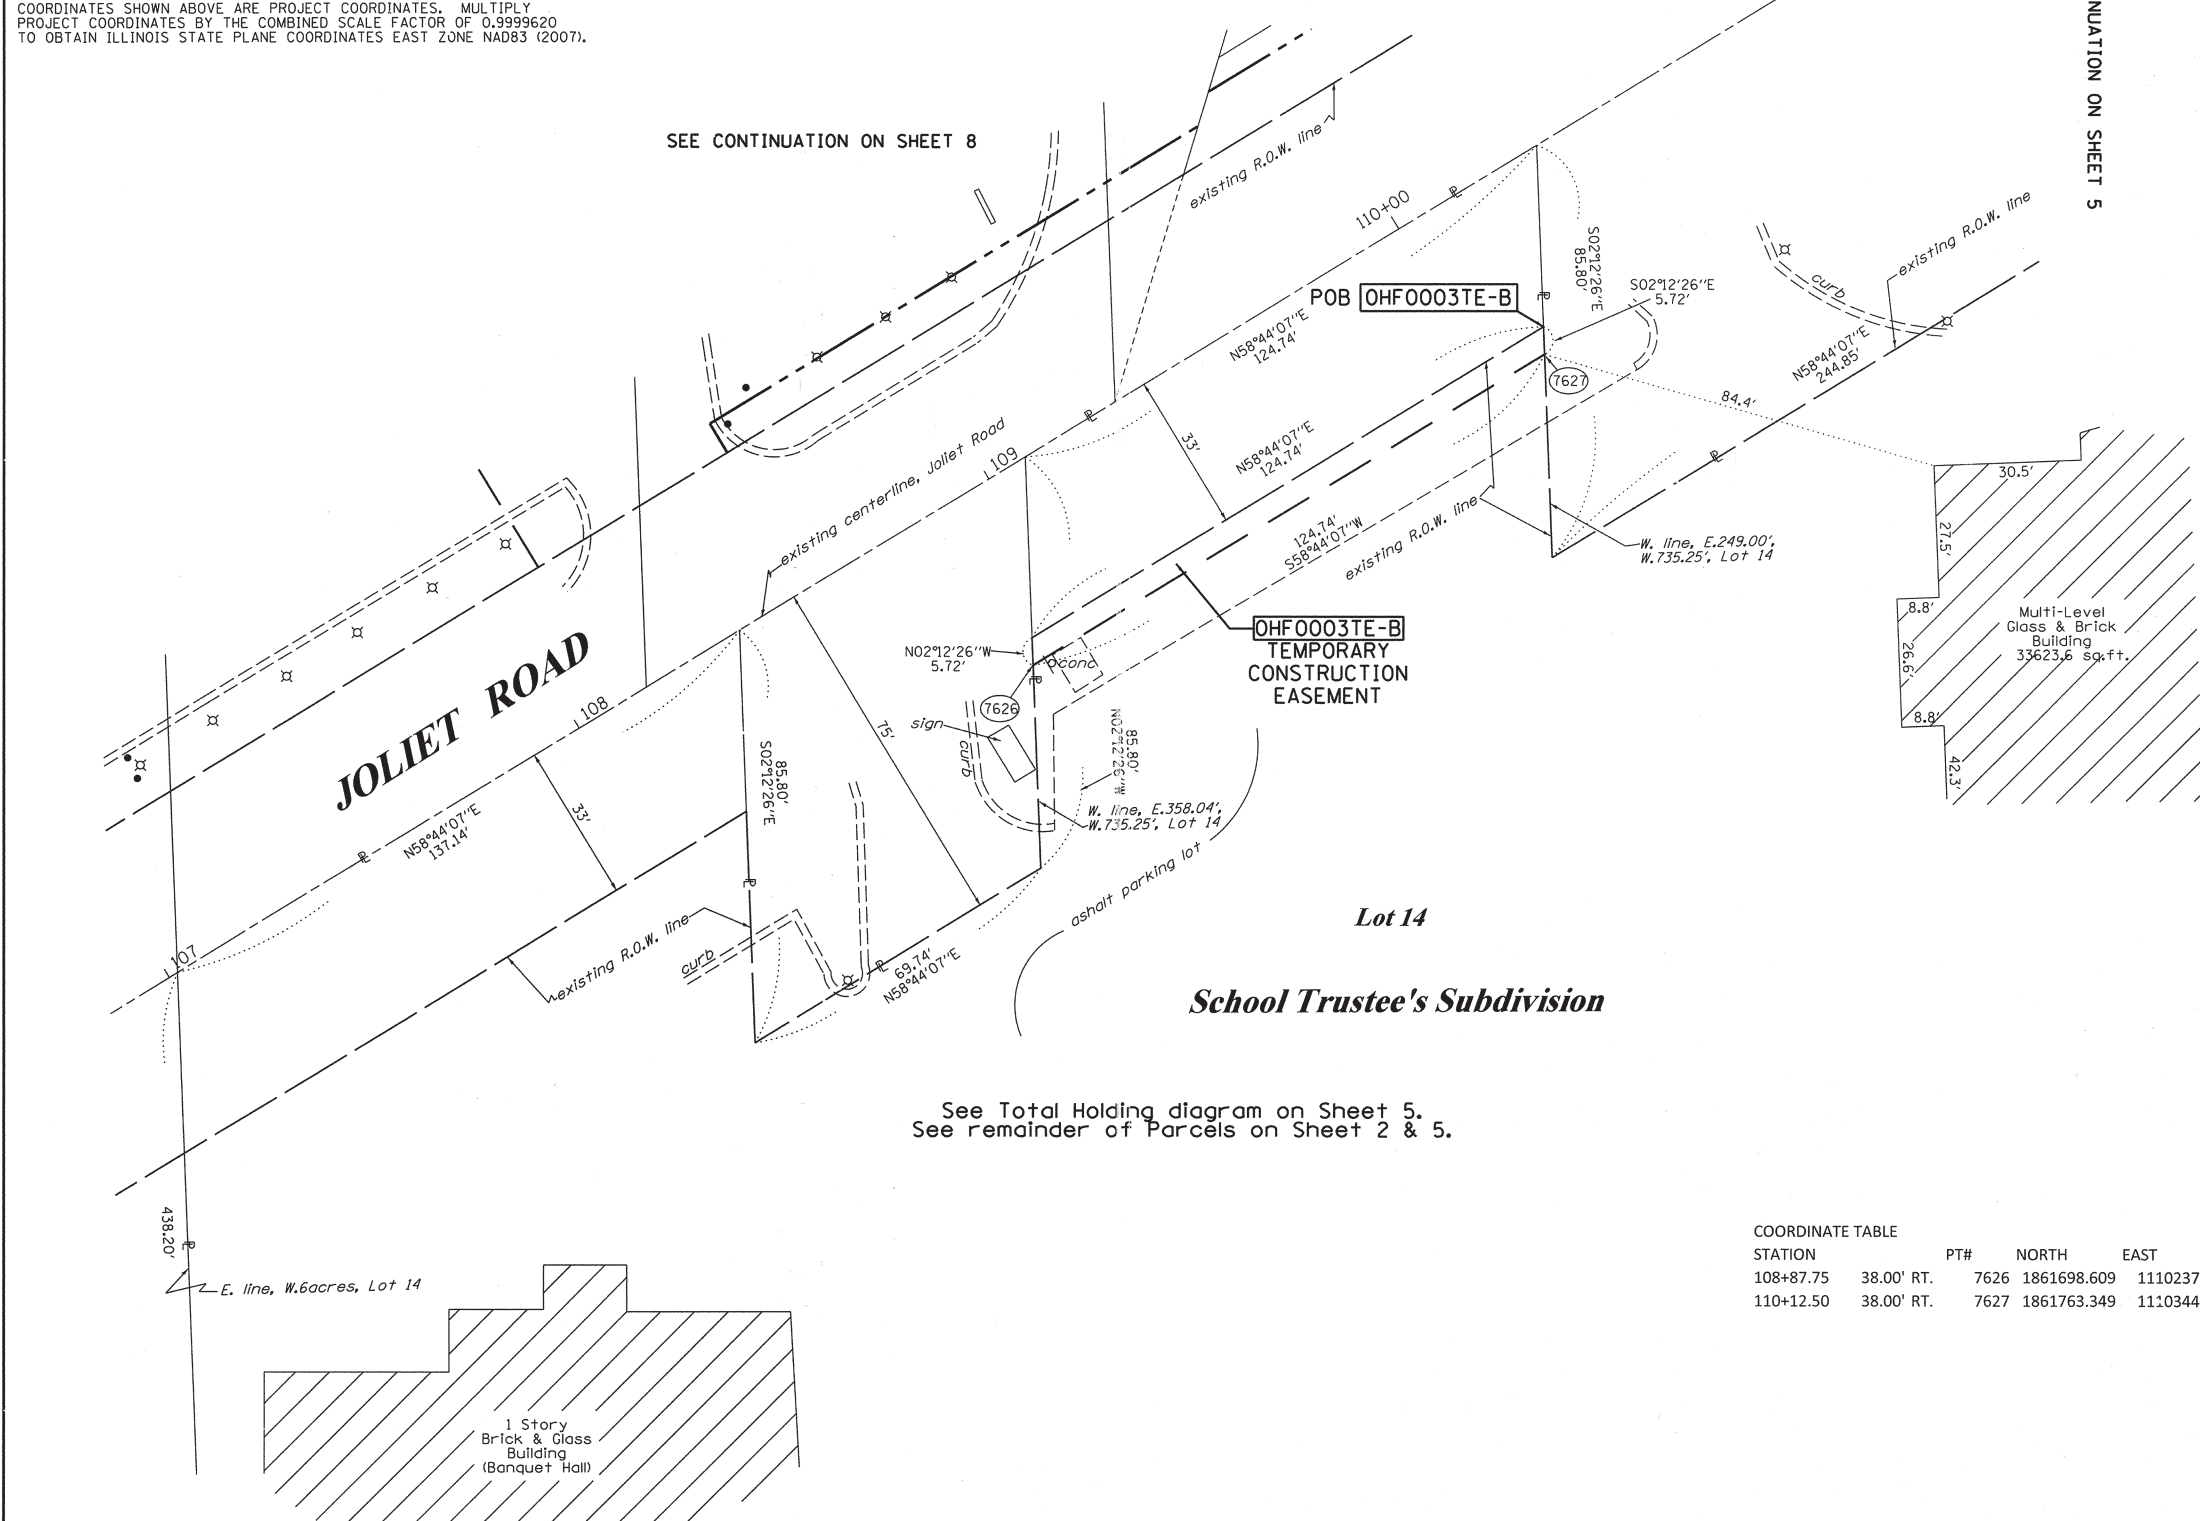 COORDINATES SHOWN ABOVE ARE PROJECT COORDINATES. MULTIPLY
PROJECT COORDINATES BY THE COMBINED SCALE FACTOR OF 0.9999620
TO OBTAIN ILLINOIS STATE PLANE COORDINATES EAST ZONE NAD83 (2007).
NUATION ON SHEET 5
SEE CONTINUATION ON SHEET 8
existing R.O.W. line
110+00
P
L
S02°12'26"E
85.80'
existing R.O.W. line
POB 0HF0003TE-B
S02°12'26"E
5.72'
curb
N58°44'07"E
124.74'
7627
N58°44'07"E
244.85'
84.4'
existing centerline, Joliet Road
109
33'
N58°44'07"E
124.74'
30.5'
27.5'
124.74'
S58°44'07"W
existing R.O.W. line
W. line, E.249.00',
W.735.25', Lot 14
8.8'
Multi-Level
Glass & Brick
Building
33623.6 sq.ft.
26.6'
8.8'
42.3'
0HF0003TE-B
TEMPORARY
CONSTRUCTION
EASEMENT
N02°12'26"W
5.72'
conc
7626
sign
curb
JOLIET ROAD
108
75'
S02°12'26"E
85.80'
N02°12'26"W
85.80'
W. line, E.358.04',
W.735.25', Lot 14
33'
N58°44'07"E
137.14'
ashalt parking lot
Lot 14
107
existing R.O.W. line
curb
69.74'
N58°44'07"E
School Trustee's Subdivision
See Total Holding diagram on Sheet 5.
See remainder of Parcels on Sheet 2 & 5.
438.20'
E. line, W.6acres, Lot 14
COORDINATE TABLE
STATION PT# NORTH EAST
108+87.75 38.00' RT. 7626 1861698.609 1110237
110+12.50 38.00' RT. 7627 1861763.349 1110344
1 Story
Brick & Glass
Building
(Banquet Hall)